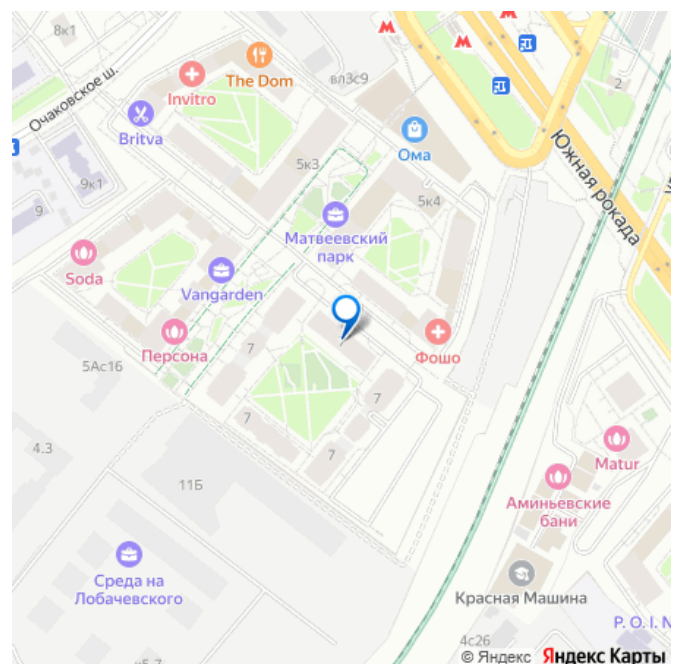 8к1
М
М
М
вл3с9
The Dom
Invitro
2
Очаковское ш.
Britva
Ома
Южная рокада
5к3
9к1
5к4
9
Матвеевский
парк
Soda
Vangarden
Персона
Фошо
5Ас16
7
7
7
7
4.3
11Б
Matur
Аминьевские
бани
Среда на
Лобачевского
Красная Машина
P. O. I. N
4с26
© Яндекс Яндекс Карты